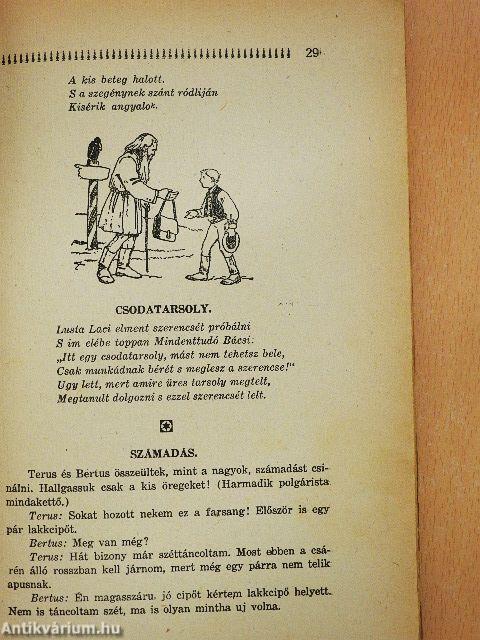 29
A kis beteg halott.
S a szegénynek szánt ródliján
Kisérik angyalok.
CSODATARSOLY.
Lusta Laci elment szerencsét próbálni
S im elébe toppan Mindenttudó Bácsi:
„Itt egy csodatarsoly, mást nem tehetsz bele,
Csak munkádnak bérét s meglesz a szerencse!"
Ugy lett, mert amire üres tarsoly megtelt,
Megtanult dolgozni s ezzel szerencsét lelt.
SZÁMADÁS.
Terus és Bertus összeültek, mint a nagyok, számadást csi-
nálni. Hallgassuk csak a kis öregeket! (Harmadik polgárista
mindakettő.)
Terus: Sokat hozott nekem ez a farsang! Először is egy
pár lakkcipőt.
Bertus: Meg van még?
Terus: Hát bizony már széttáncoltam. Most ebben a csá-
rén álló rosszban kell járnom, mert még egy párra nem telik
apusnak.
Bertus: Én magasszáru, jó cipőt kértem lakkcipő helyett.
Nem is táncoltam szét, ma is olyan mintha uj volna.
Antikvárium.hu